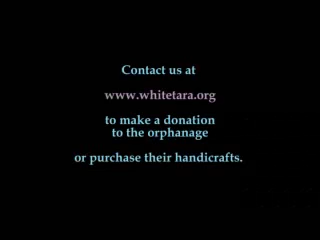 Contact us at
www.whitetara.org
to make a donation
to the orphanage
or purchase their handicrafts.